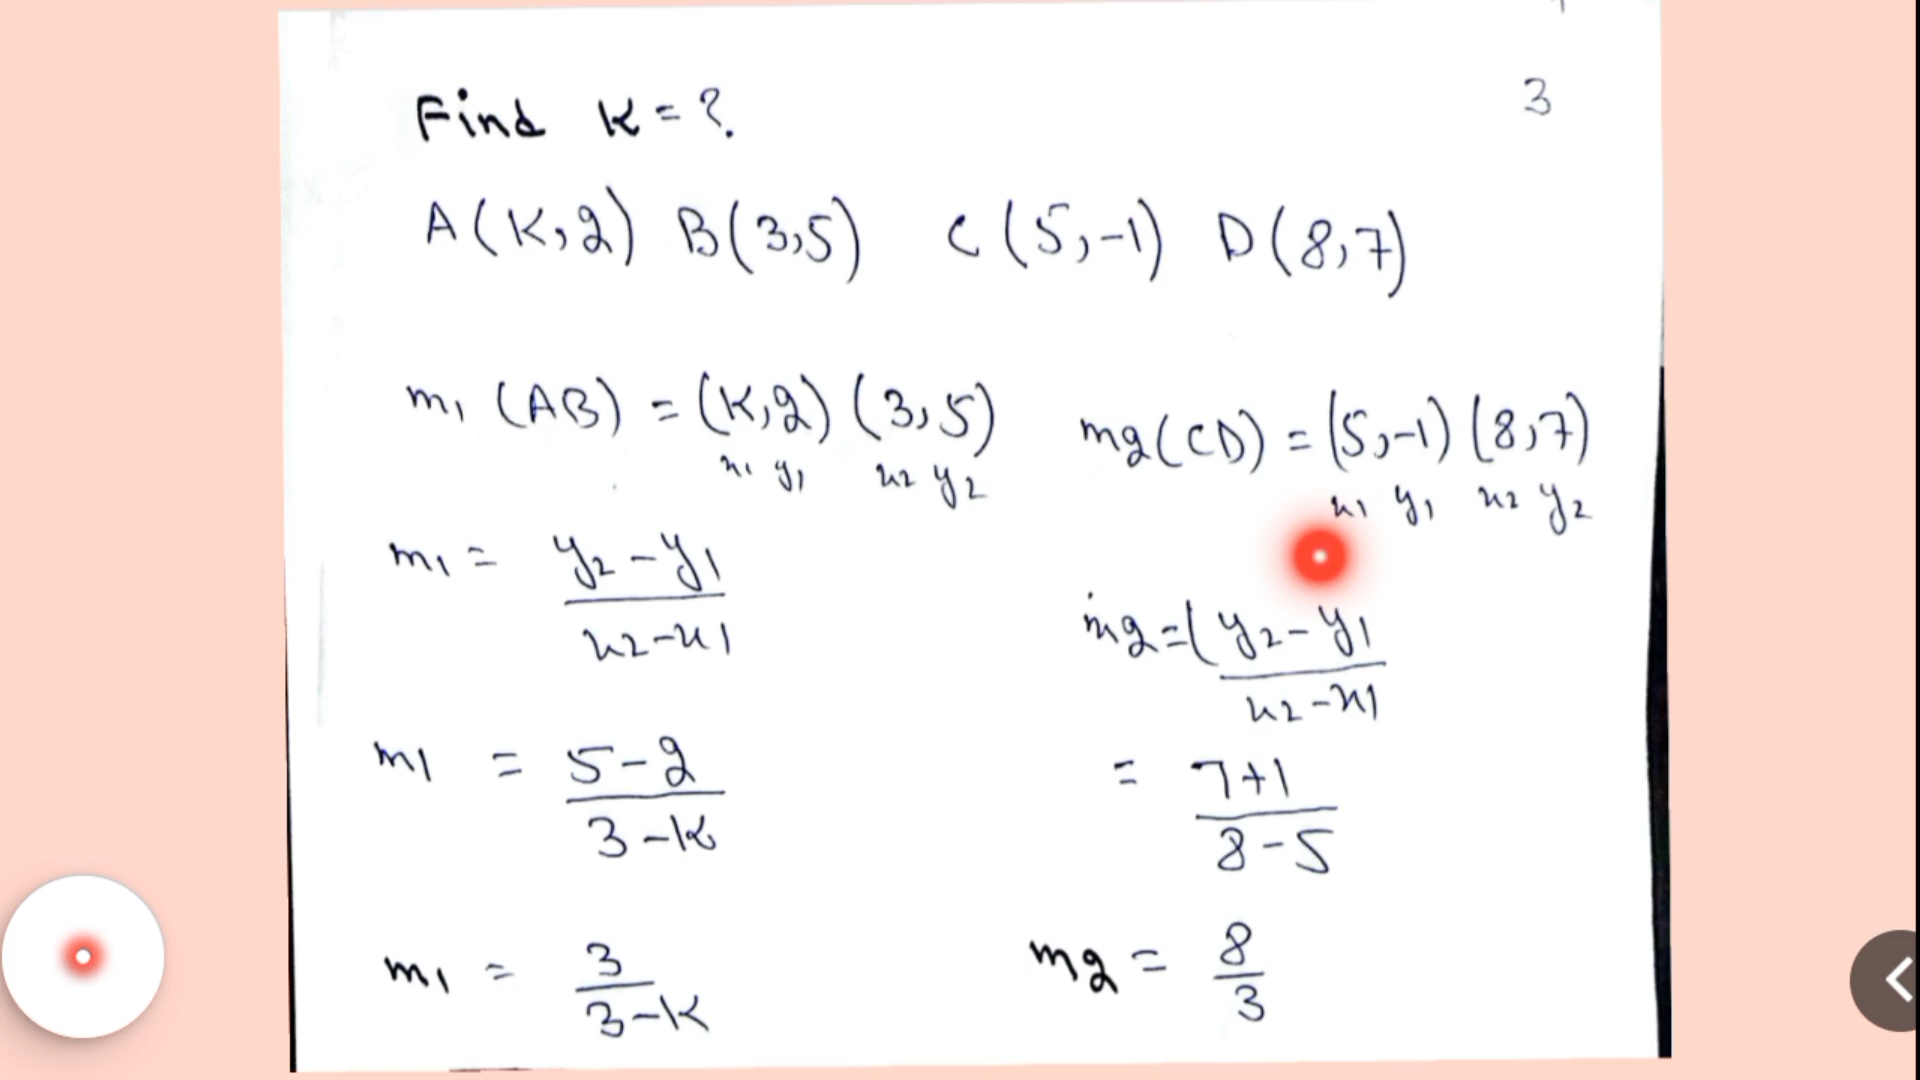 3
Find K = ?
A(K,2) B(3,5) C(5,-1) D(8,7)
m1 (AB) = (K,2) (3,5)
x1 y1 x2 y2
m1 = y2-y1
x2-x1
m1 = 5-2
3-K
m1 = 3
3-K
m2(CD) = (5,-1) (8,7)
x1 y1 x2 y2
m2=( y2-y1
x2-x1
= 7+1
8-5
m2 = 8
3